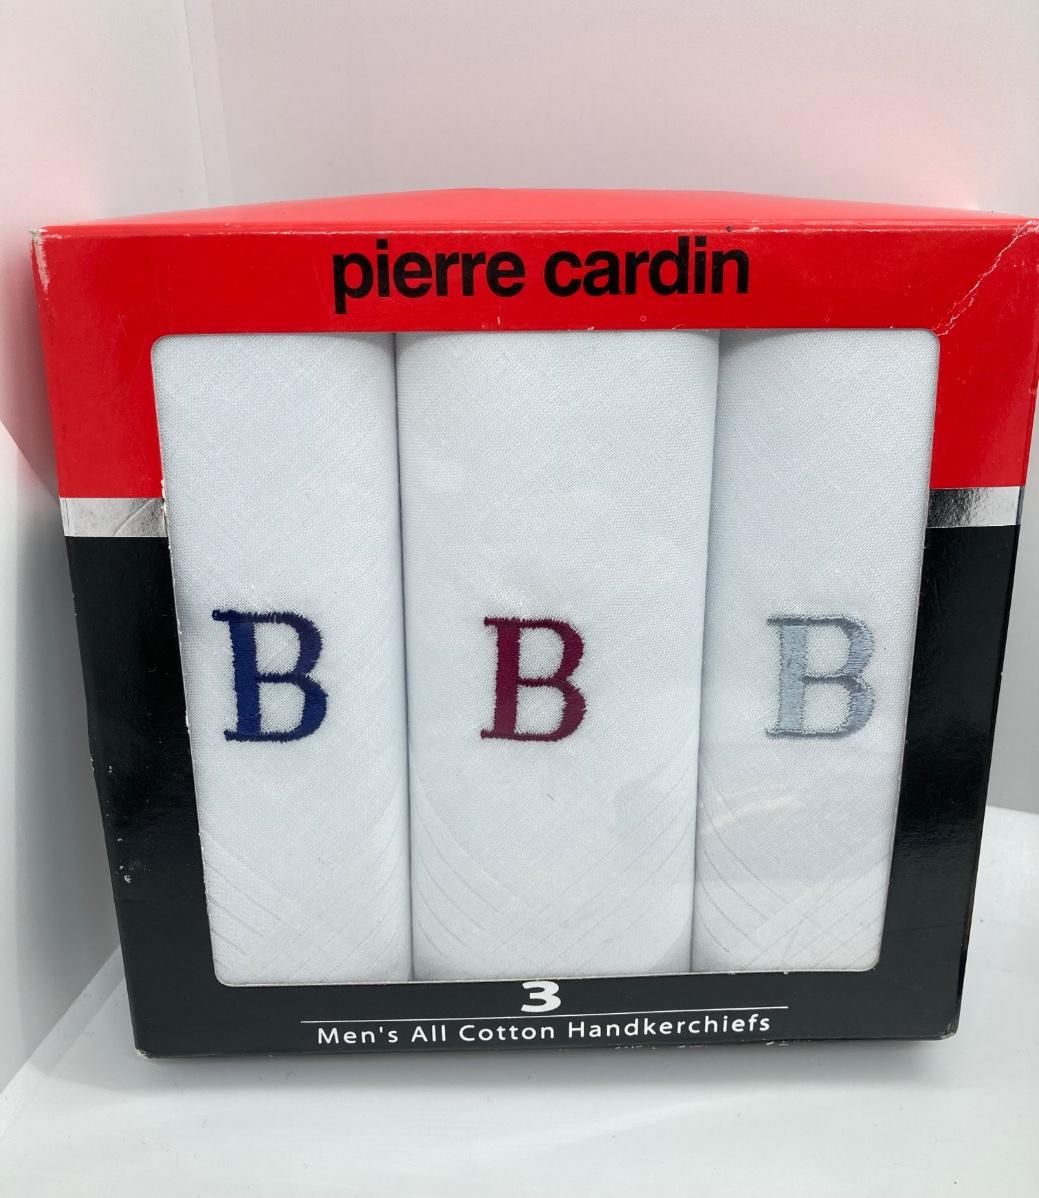 pierre cardin
B B B
3
Men's All Cotton Handkerchiefs